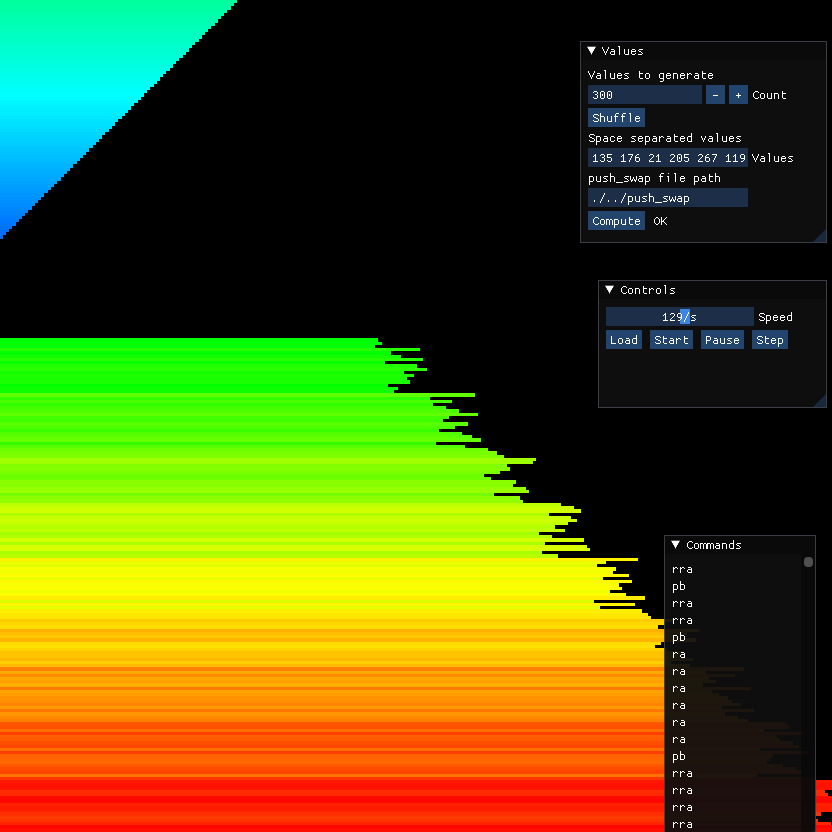 ▼ Values
Values to generate
300 - + Count
Shuffle
Space separated values
135 176 21 205 267 119 Values
push_swap file path
./../push_swap
Compute OK
▼ Controls
129/s Speed
Load Start Pause Step
▼ Commands
rra
pb
rra
rra
pb
ra
ra
ra
ra
ra
ra
pb
rra
rra
rra
rra